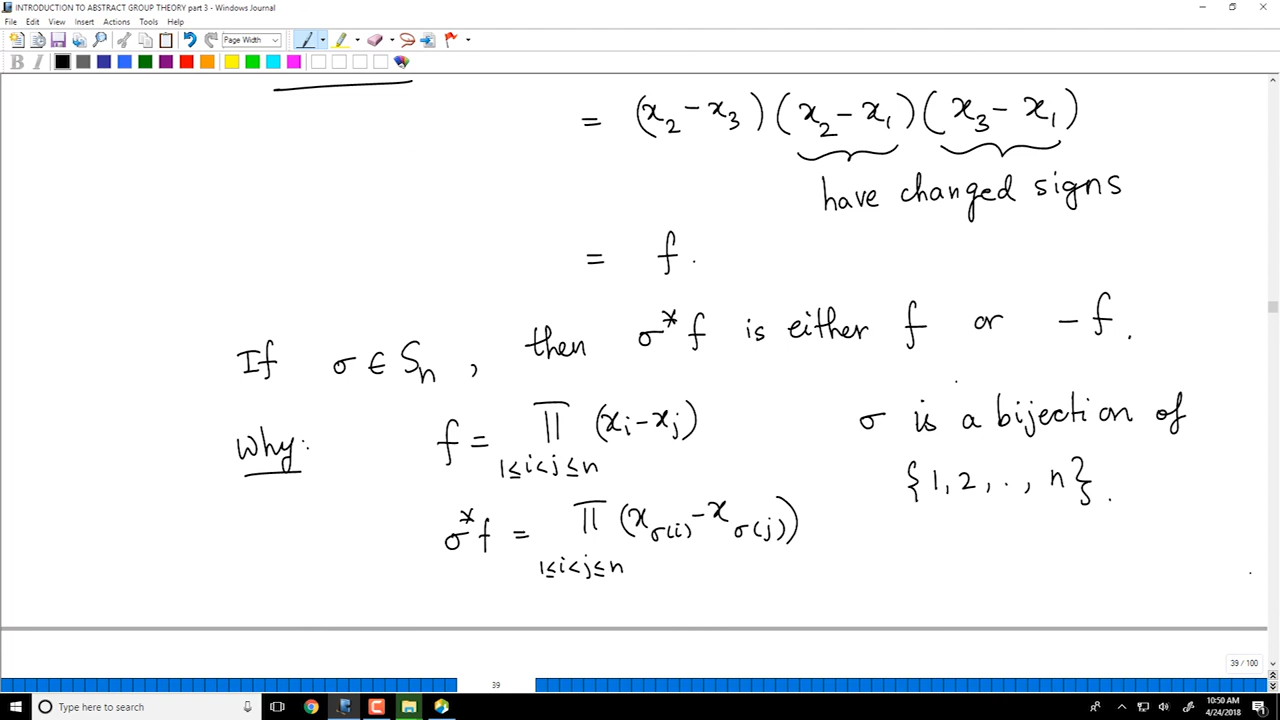 INTRODUCTION TO ABSTRACT GROUP THEORY part 3 - Windows Journal
File Edit View Insert Actions Tools Help
Page Width
B I
= (x₂ - x₃) (x₂ - x₁) (x₃ - x₁)
have changed signs
= f.
If σ ∈ Sₙ, then σ*f is either f or -f.
Why: f = ∏ (xᵢ - xⱼ) σ is a bijection of
1≤i<j≤n {1,2,.., n}.
σ*f = ∏ (x_σ(i) - x_σ(j))
1≤i<j≤n
39 / 100
39
Type here to search
10:50 AM
4/24/2018